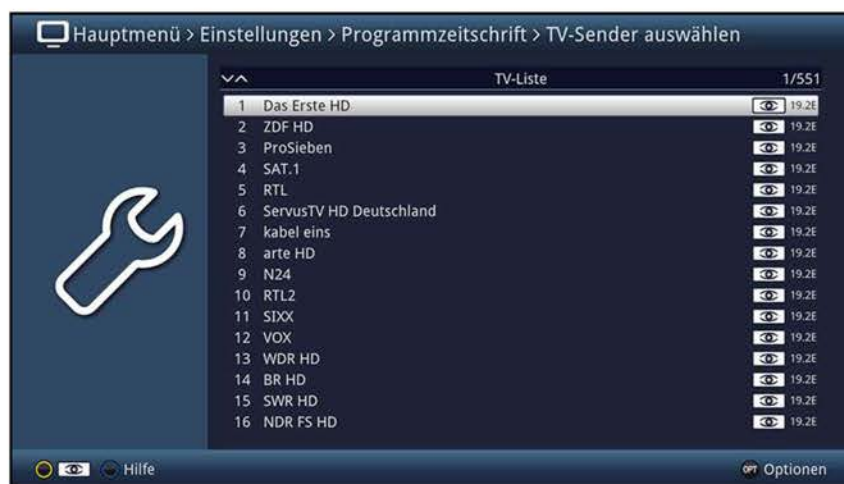 Hauptmenü > Einstellungen > Programmzeitschrift > TV-Sender auswählen
TV-Liste 1/551
1 Das Erste HD 19.2E
2 ZDF HD 19.2E
3 ProSieben 19.2E
4 SAT.1 19.2E
5 RTL 19.2E
6 ServusTV HD Deutschland 19.2E
7 kabel eins 19.2E
8 arte HD 19.2E
9 N24 19.2E
10 RTL2 19.2E
11 SIXX 19.2E
12 VOX 19.2E
13 WDR HD 19.2E
14 BR HD 19.2E
15 SWR HD 19.2E
16 NDR FS HD 19.2E
Hilfe OPT Optionen